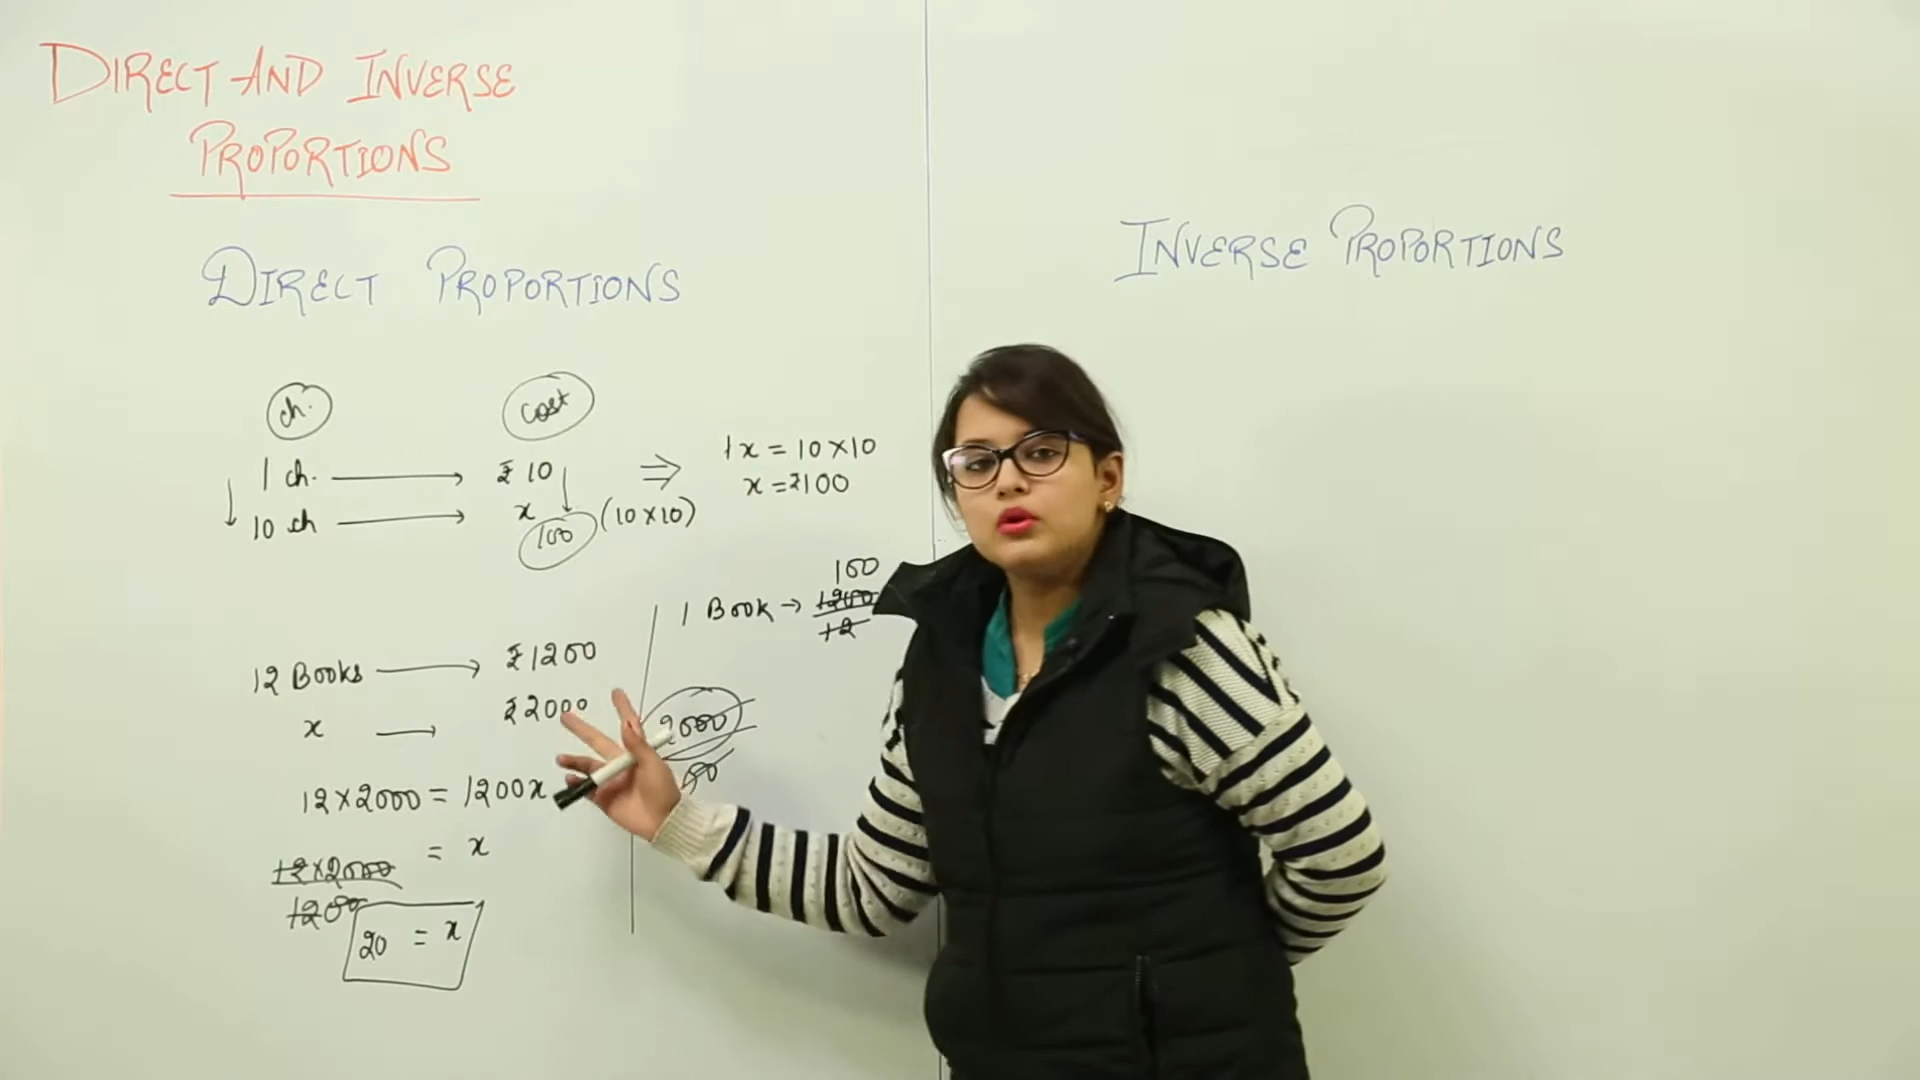 DIRECT AND INVERSE
PROPORTIONS
DIRECT PROPORTIONS
ch. cost
1 ch. → ₹ 10 ⇒ 1x = 10×10
10 ch → x (10×10) x = ₹100
100
12 Books → ₹1200
x → ₹2000
12×2000 = 1200x
12×2000 = x
1200
20 = x
1 Book → 100
1200
12
2000
INVERSE PROPORTIONS